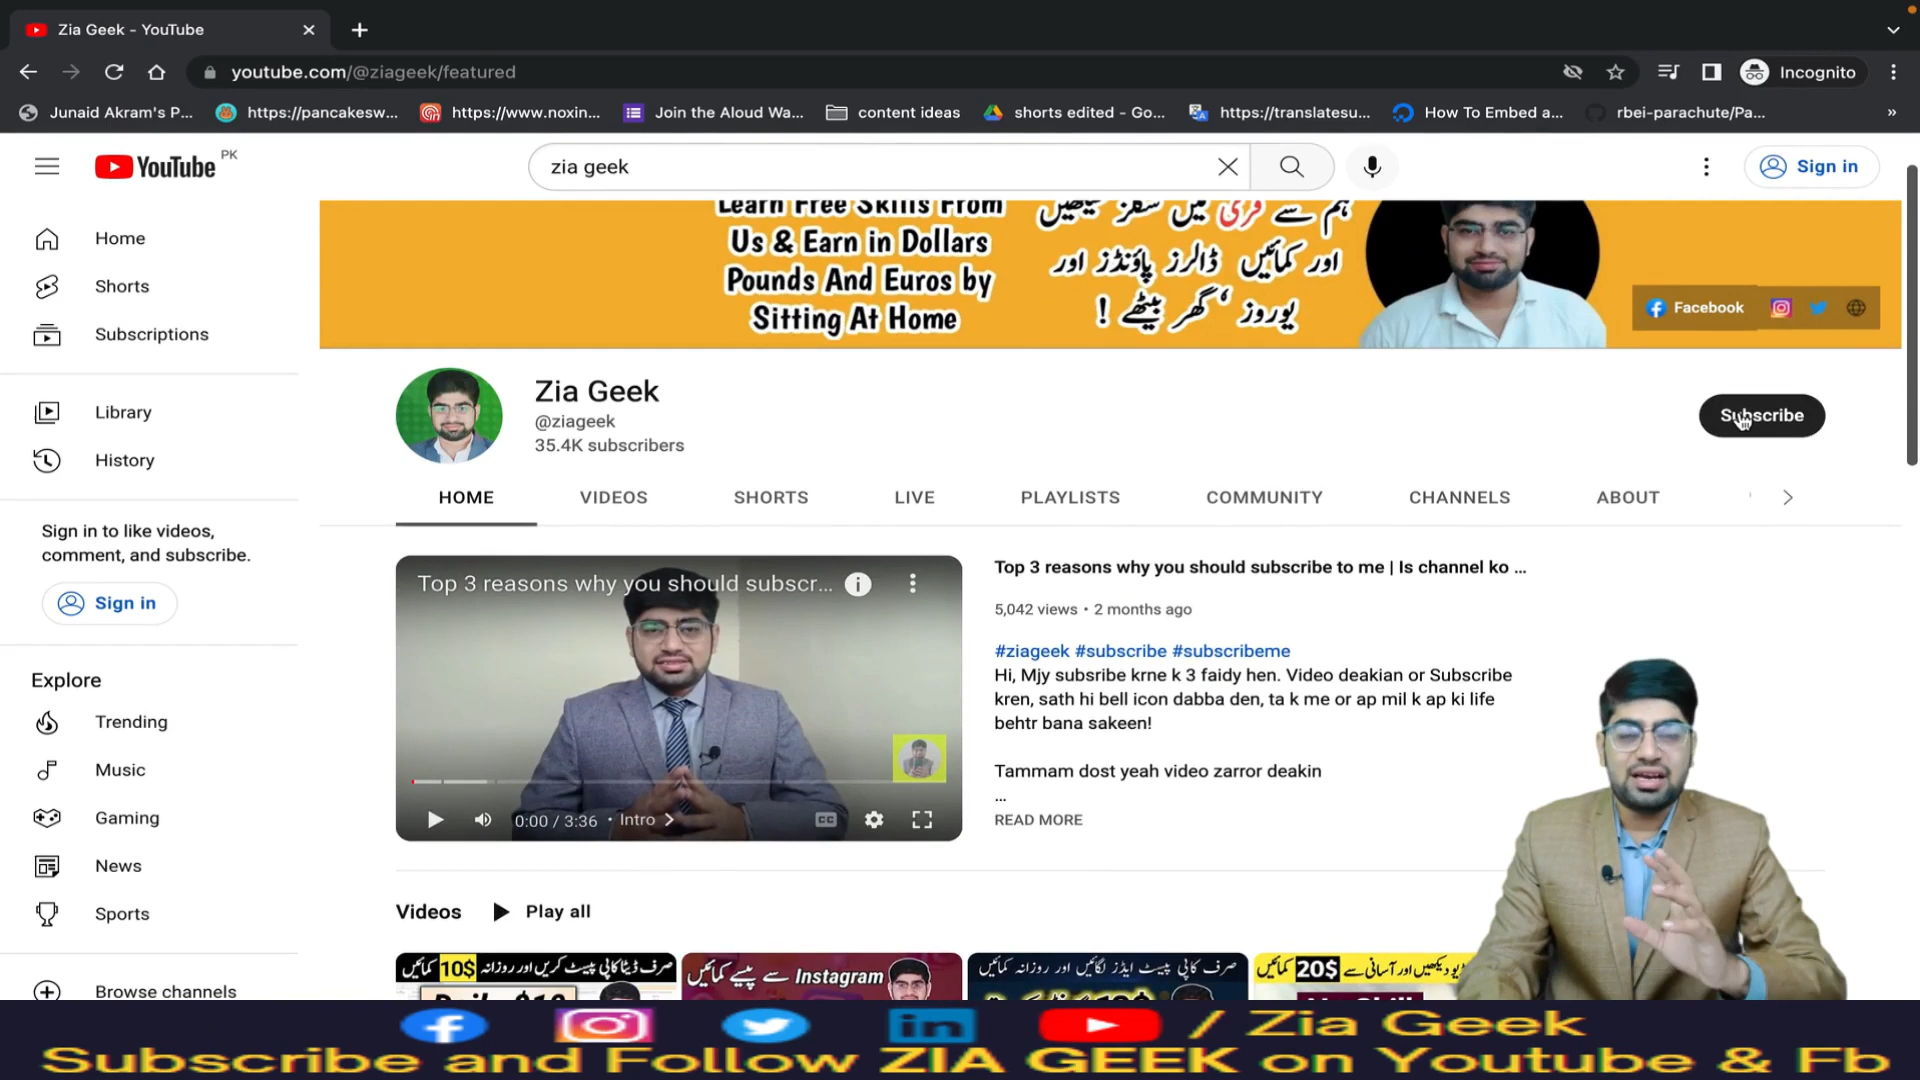 Zia Geek - YouTube
youtube.com/@ziageek/featured
Incognito
Junaid Akram's P...
https://pancakesw...
https://www.noxin...
Join the Aloud Wa...
content ideas
shorts edited - Go...
https://translatesu...
How To Embed a...
rbei-parachute/Pa...
»
YouTube PK
zia geek
Sign in
Home
Shorts
Subscriptions
Library
History
Sign in to like videos,
comment, and subscribe.
Sign in
Explore
Trending
Music
Gaming
News
Sports
Browse channels
Learn Free Skills From
Us & Earn in Dollars
Pounds And Euros by
Sitting At Home
ہم سے فری میں سکلز سیکھیں
اور کمائیں ڈالرز پاؤنڈز اور
یوروز ‘گھر بیٹھے !
Facebook
Zia Geek
@ziageek
35.4K subscribers
Subscribe
HOME
VIDEOS
SHORTS
LIVE
PLAYLISTS
COMMUNITY
CHANNELS
ABOUT
Top 3 reasons why you should subscr...
0:00 / 3:36 • Intro
CC
Top 3 reasons why you should subscribe to me | Is channel ko ...
5,042 views • 2 months ago
#ziageek #subscribe #subscribeme
Hi, Mjy subsribe krne k 3 faidy hen. Video deakian or Subscribe
kren, sath hi bell icon dabba den, ta k me or ap mil k ap ki life
behtr bana sakeen!
Tammam dost yeah video zarror deakin
...
READ MORE
Videos
Play all
صرف ڈیٹا کاپی پیسٹ کریں اور روزانہ 10$ کمائیں
Instagram سے پیسے کمائیں
صرف کاپی پیسٹ ایڈز لگائیں اور روزانہ کمائیں
دیکھیں اور آسانی سے 20$ کمائیں
/ Zia Geek
Subscribe and Follow ZIA GEEK on Youtube & Fb